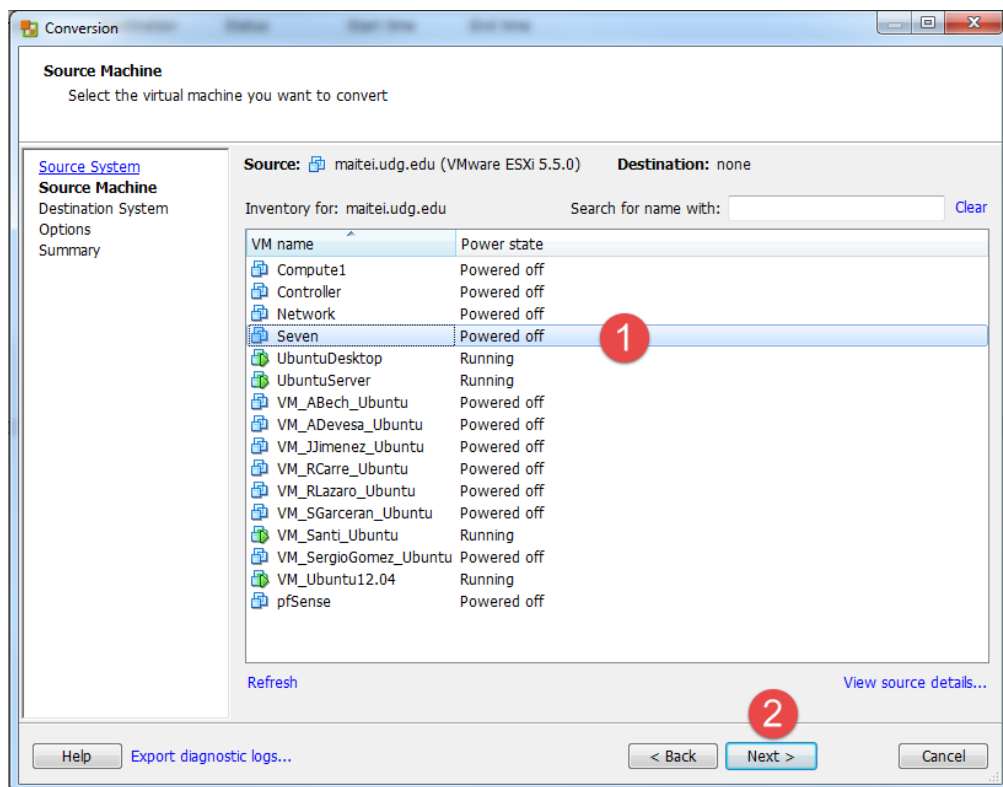 Conversion
Status Start time End time
Source Machine
Select the virtual machine you want to convert
Source System
Source Machine
Destination System
Options
Summary
Source: maitei.udg.edu (VMware ESXi 5.5.0) Destination: none
Inventory for: maitei.udg.edu Search for name with: Clear
VM name Power state
Compute1 Powered off
Controller Powered off
Network Powered off
Seven Powered off
1
UbuntuDesktop Running
UbuntuServer Running
VM_ABech_Ubuntu Powered off
VM_ADevesa_Ubuntu Powered off
VM_JJimenez_Ubuntu Powered off
VM_RCarre_Ubuntu Powered off
VM_RLazaro_Ubuntu Powered off
VM_SGarceran_Ubuntu Powered off
VM_Santi_Ubuntu Running
VM_SergioGomez_Ubuntu Powered off
VM_Ubuntu12.04 Running
pfSense Powered off
Refresh View source details...
2
Help Export diagnostic logs... < Back Next > Cancel